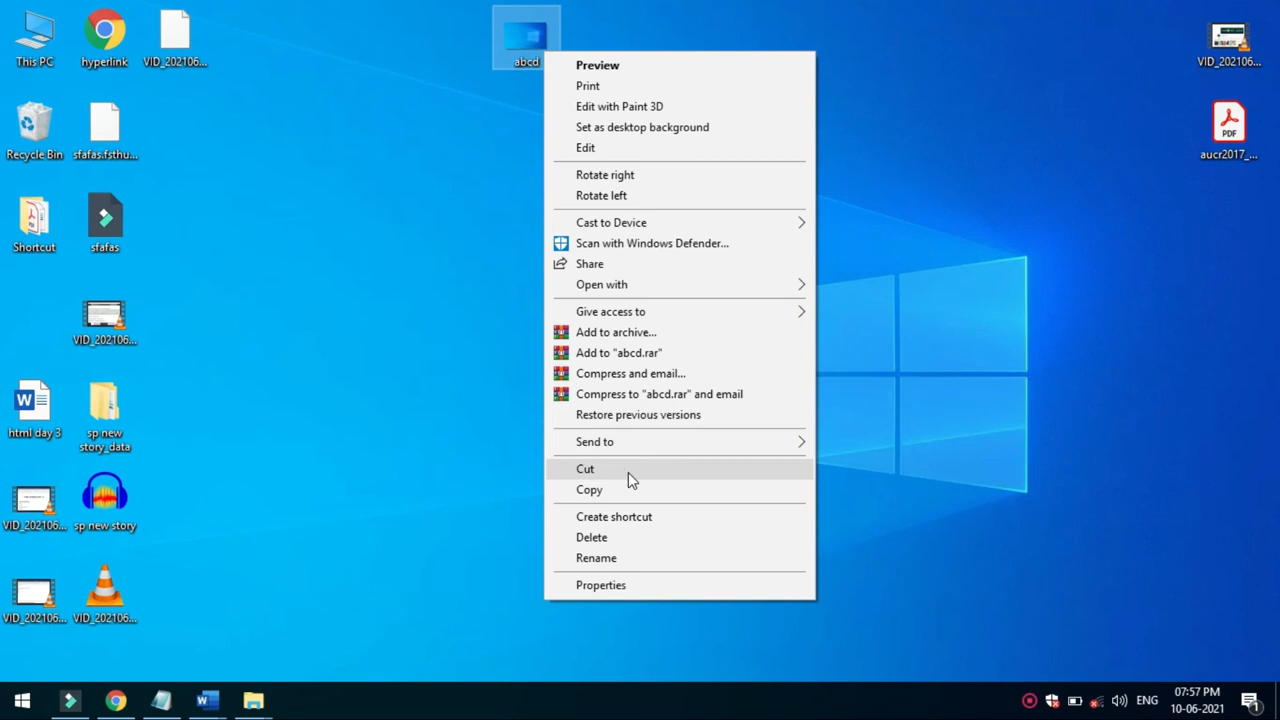 This PC
hyperlink
VID_202106...
abcd
VID_202106...
Recycle Bin
sfafas.fsthu...
PDF
aucr2017_...
Shortcut
sfafas
VID_202106...
W
html day 3
sp new
story_data
VID_202106...
sp new story
VID_202106...
VID_202106...
Preview
Print
Edit with Paint 3D
Set as desktop background
Edit
Rotate right
Rotate left
Cast to Device
Scan with Windows Defender...
Share
Open with
Give access to
Add to archive...
Add to "abcd.rar"
Compress and email...
Compress to "abcd.rar" and email
Restore previous versions
Send to
Cut
Copy
Create shortcut
Delete
Rename
Properties
W
ENG
07:57 PM
10-06-2021
1